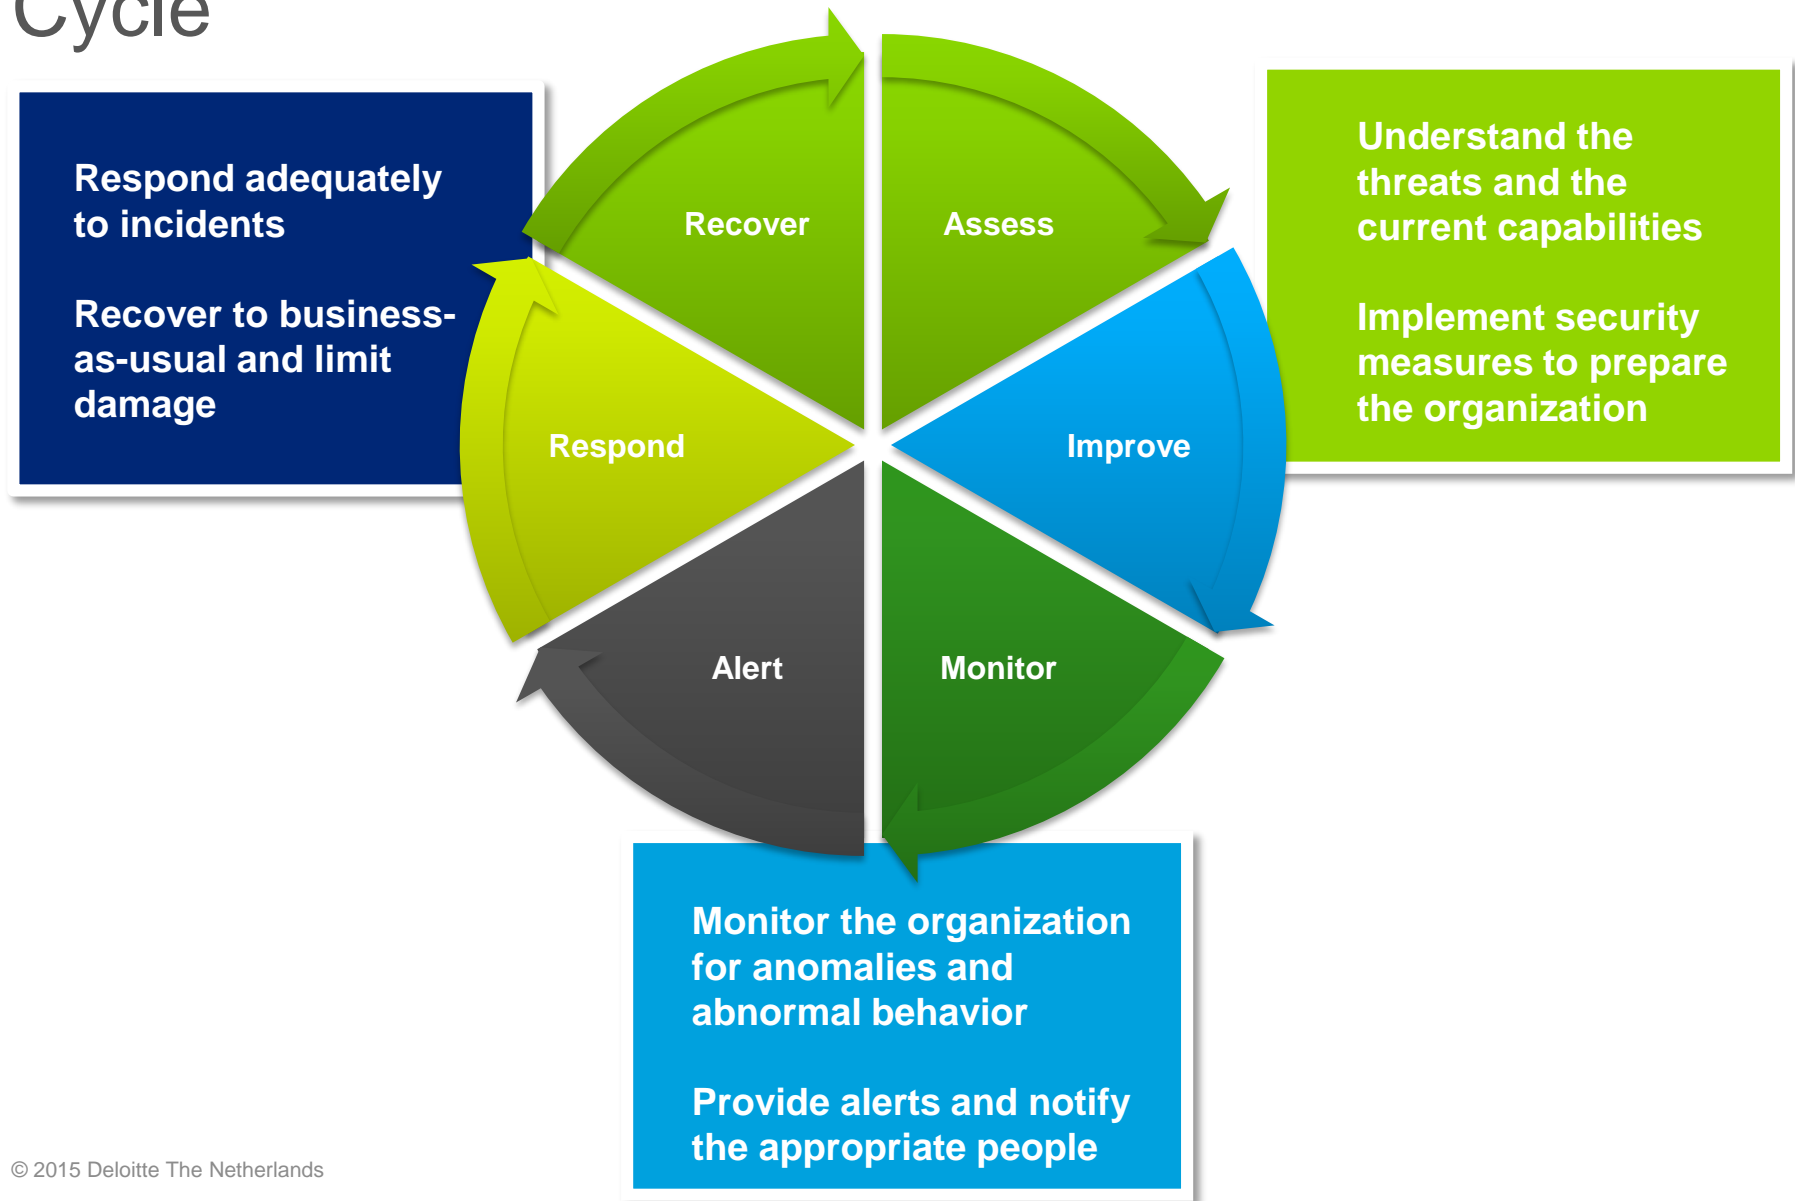 Cycle
Respond adequately
to incidents
Recover to business-
as-usual and limit
damage
Recover
Assess
Understand the
threats and the
current capabilities
Implement security
measures to prepare
the organization
Respond
Improve
Alert
Monitor
Monitor the organization
for anomalies and
abnormal behavior
Provide alerts and notify
the appropriate people
© 2015 Deloitte The Netherlands